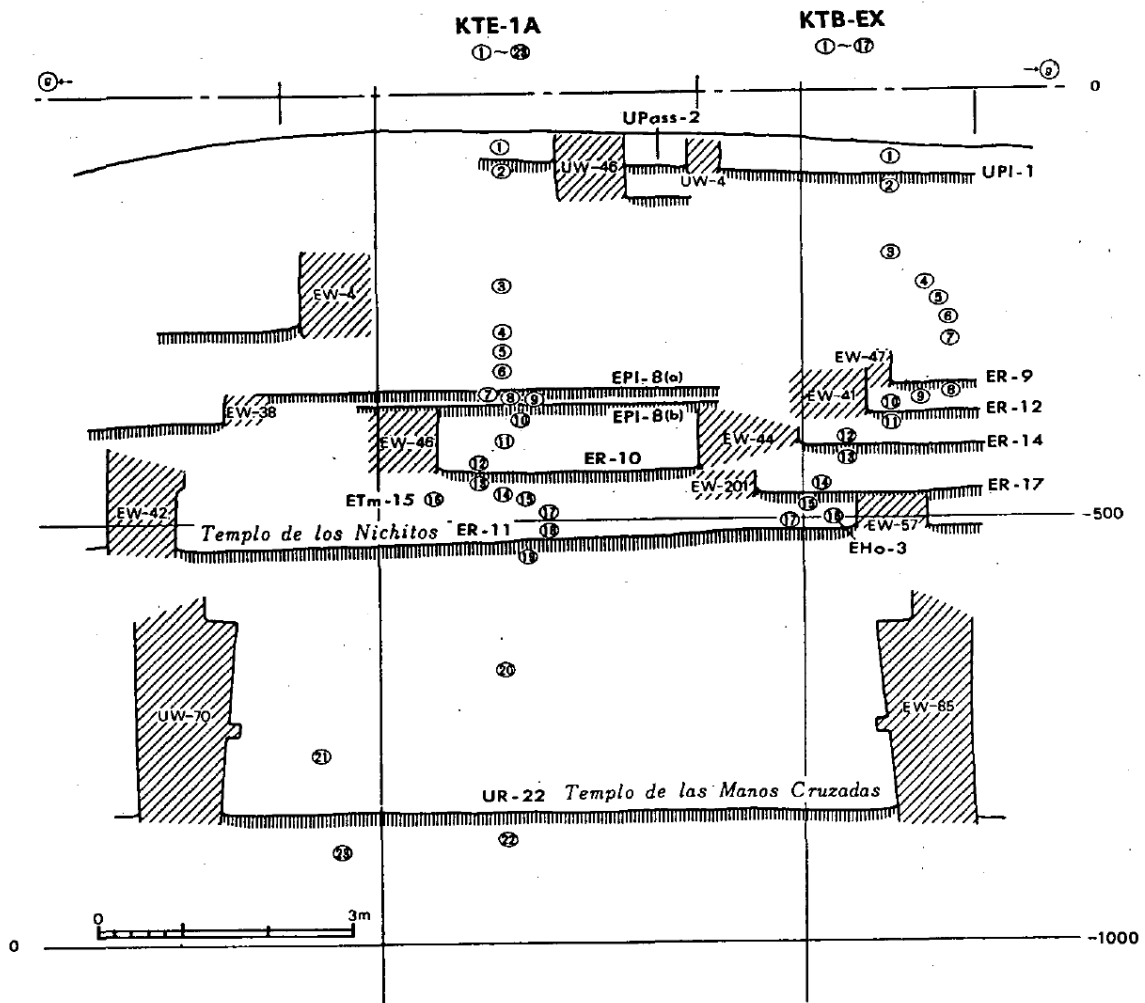 KTE-1A
①~㉓
KTB-EX
①~⑰
⑨←
→⑨
0
UPass-2
①
②
UW-46
UW-4
①
②
UPl-1
③
EW-4
③
④
⑤
⑥
⑦
④
⑤
⑥
EPl-8(a)
⑦ ⑧ ⑨
EPl-8(b)
⑩
EW-38
EW-47
EW-41
⑧
⑨
⑩
⑪
ER-9
ER-12
EW-46
⑪
EW-44
⑫
⑬
ER-14
⑫
⑬
ER-10
EW-201
⑭
ER-17
ETm-15
⑯
⑭ ⑮
⑰
⑱
⑮
⑰ ⑯
EW-57
-500
EW-42
Templo de los Nichitos
ER-11
⑲
EHo-3
⑳
UW-70
EW-85
㉑
UR-22 Templo de las Manos Cruzadas
㉒
㉓
0 3m
0
-1000